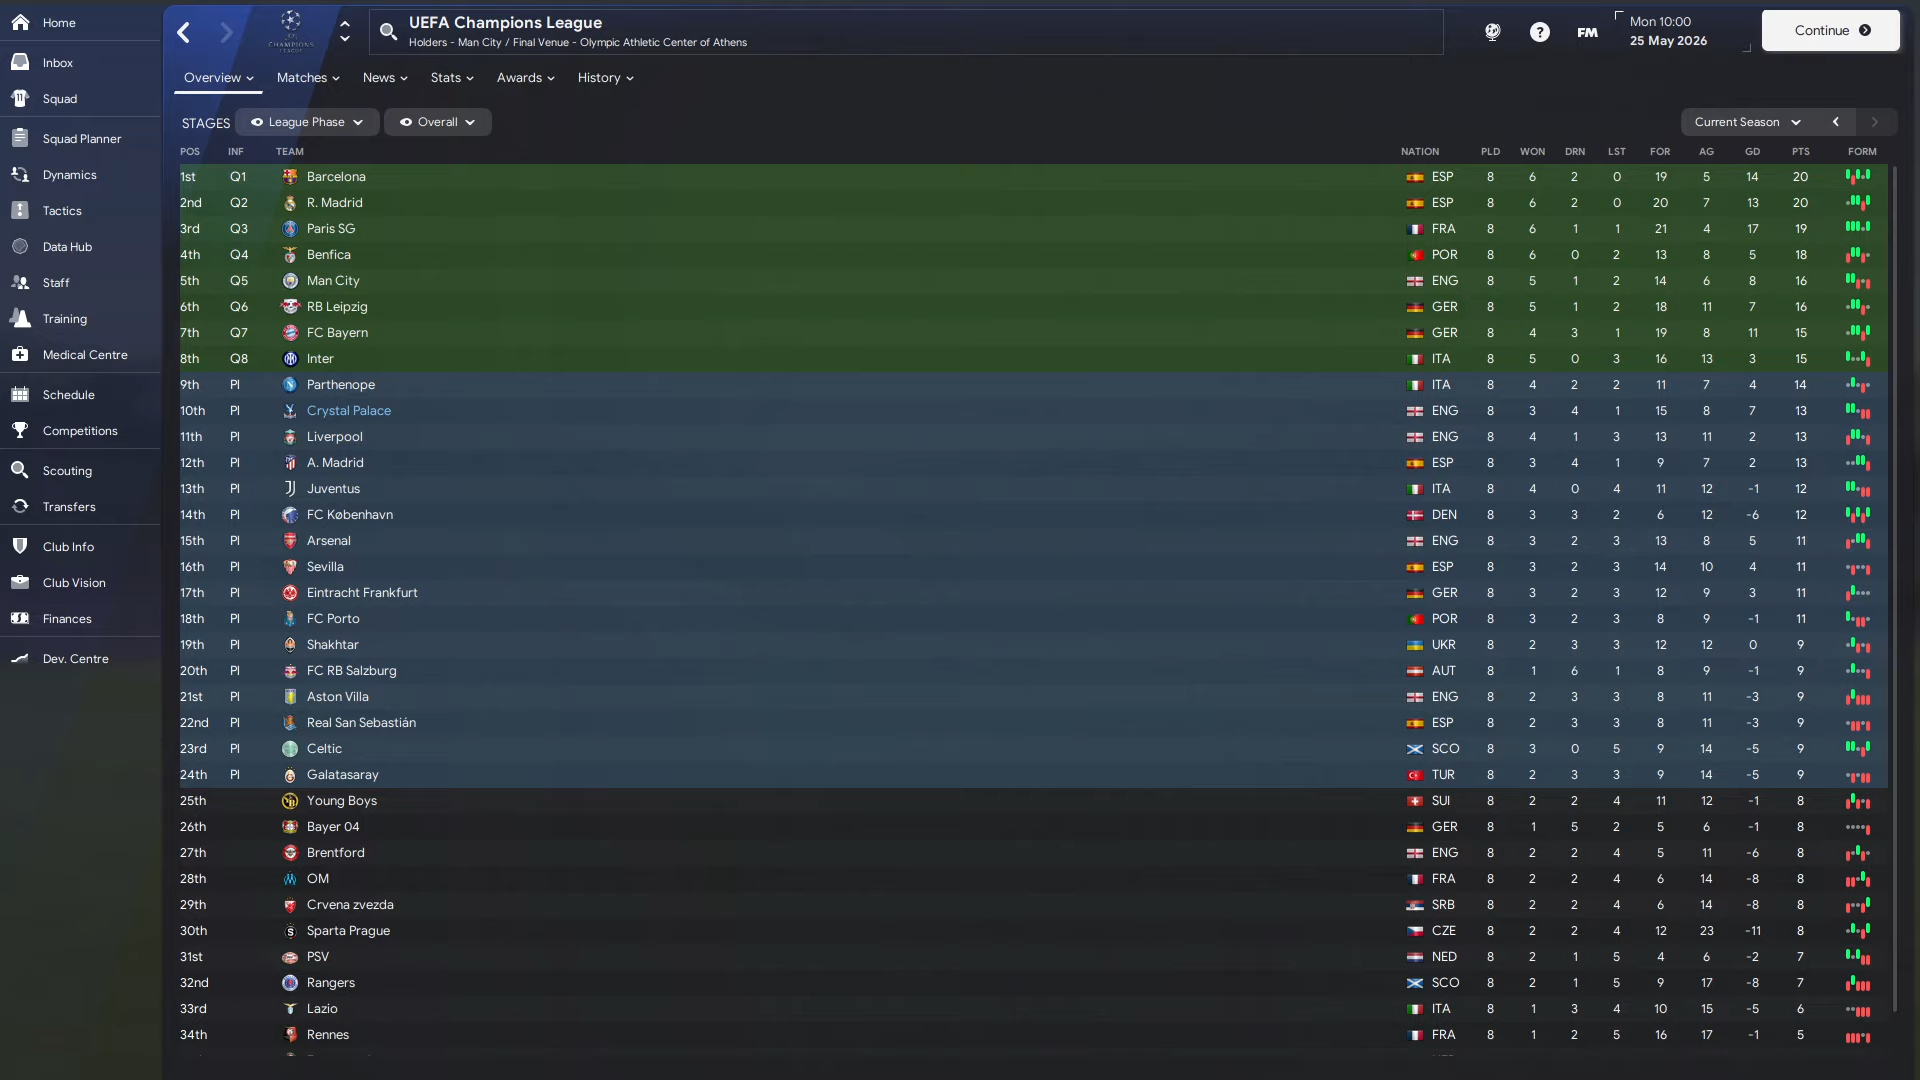 Home
Inbox
Squad
Squad Planner
Dynamics
Tactics
Data Hub
Staff
Training
Medical Centre
Schedule
Competitions
Scouting
Transfers
Club Info
Club Vision
Finances
Dev. Centre
UEFA Champions League
Holders - Man City / Final Venue - Olympic Athletic Center of Athens
FM
Mon 10:00
25 May 2026
Continue
Overview Matches News Stats Awards History
STAGES League Phase Overall Current Season
POS INF TEAM NATION PLD WON DRN LST FOR AG GD PTS FORM
1st Q1 Barcelona ESP 8 6 2 0 19 5 14 20
2nd Q2 R. Madrid ESP 8 6 2 0 20 7 13 20
3rd Q3 Paris SG FRA 8 6 1 1 21 4 17 19
4th Q4 Benfica POR 8 6 0 2 13 8 5 18
5th Q5 Man City ENG 8 5 1 2 14 6 8 16
6th Q6 RB Leipzig GER 8 5 1 2 18 11 7 16
7th Q7 FC Bayern GER 8 4 3 1 19 8 11 15
8th Q8 Inter ITA 8 5 0 3 16 13 3 15
9th Pl Parthenope ITA 8 4 2 2 11 7 4 14
10th Pl Crystal Palace ENG 8 3 4 1 15 8 7 13
11th Pl Liverpool ENG 8 4 1 3 13 11 2 13
12th Pl A. Madrid ESP 8 3 4 1 9 7 2 13
13th Pl Juventus ITA 8 4 0 4 11 12 -1 12
14th Pl FC København DEN 8 3 3 2 6 12 -6 12
15th Pl Arsenal ENG 8 3 2 3 13 8 5 11
16th Pl Sevilla ESP 8 3 2 3 14 10 4 11
17th Pl Eintracht Frankfurt GER 8 3 2 3 12 9 3 11
18th Pl FC Porto POR 8 3 2 3 8 9 -1 11
19th Pl Shakhtar UKR 8 2 3 3 12 12 0 9
20th Pl FC RB Salzburg AUT 8 1 6 1 8 9 -1 9
21st Pl Aston Villa ENG 8 2 3 3 8 11 -3 9
22nd Pl Real San Sebastián ESP 8 2 3 3 8 11 -3 9
23rd Pl Celtic SCO 8 3 0 5 9 14 -5 9
24th Pl Galatasaray TUR 8 2 3 3 9 14 -5 9
25th Young Boys SUI 8 2 2 4 11 12 -1 8
26th Bayer 04 GER 8 1 5 2 5 6 -1 8
27th Brentford ENG 8 2 2 4 5 11 -6 8
28th OM FRA 8 2 2 4 6 14 -8 8
29th Crvena zvezda SRB 8 2 2 4 6 14 -8 8
30th Sparta Prague CZE 8 2 2 4 12 23 -11 8
31st PSV NED 8 2 1 5 4 6 -2 7
32nd Rangers SCO 8 2 1 5 9 17 -8 7
33rd Lazio ITA 8 1 3 4 10 15 -5 6
34th Rennes FRA 8 1 2 5 16 17 -1 5